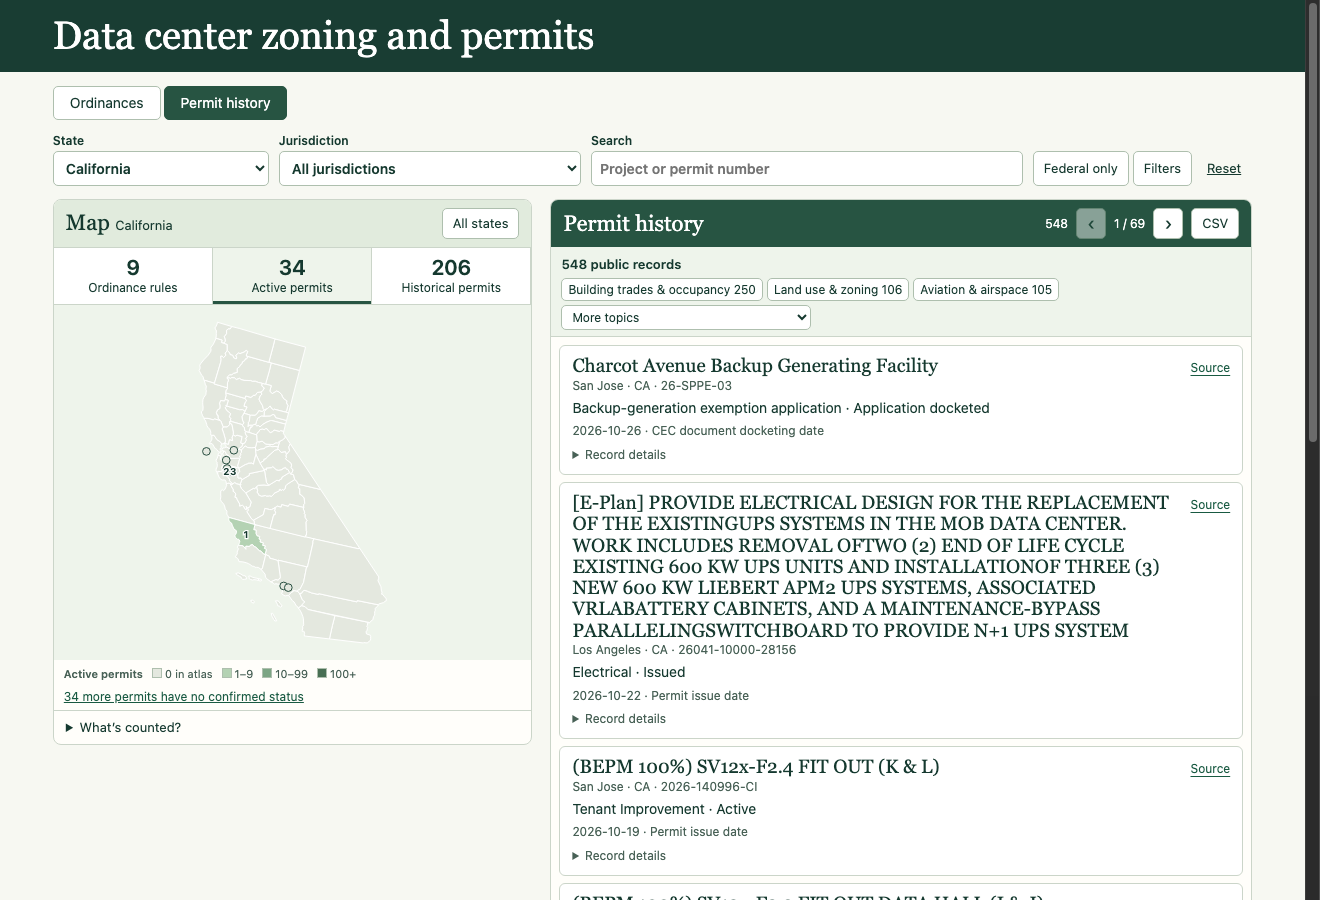 Data center zoning and permits
Ordinances
Permit history
State
Jurisdiction
Search
California
All jurisdictions
Project or permit number
Federal only
Filters
Reset
Map California
All states
9
Ordinance rules
34
Active permits
206
Historical permits
23
1
Active permits
0 in atlas
1–9
10–99
100+
34 more permits have no confirmed status
What's counted?
Permit history
548
1 / 69
CSV
548 public records
Building trades & occupancy 250
Land use & zoning 106
Aviation & airspace 105
More topics
Charcot Avenue Backup Generating Facility
Source
San Jose · CA · 26-SPPE-03
Backup-generation exemption application · Application docketed
2026-10-26 · CEC document docketing date
Record details
[E-Plan] PROVIDE ELECTRICAL DESIGN FOR THE REPLACEMENT
Source
OF THE EXISTINGUPS SYSTEMS IN THE MOB DATA CENTER.
WORK INCLUDES REMOVAL OFTWO (2) END OF LIFE CYCLE
EXISTING 600 KW UPS UNITS AND INSTALLATIONOF THREE (3)
NEW 600 KW LIEBERT APM2 UPS SYSTEMS, ASSOCIATED
VRLABATTERY CABINETS, AND A MAINTENANCE-BYPASS
PARALLELINGSWITCHBOARD TO PROVIDE N+1 UPS SYSTEM
Los Angeles · CA · 26041-10000-28156
Electrical · Issued
2026-10-22 · Permit issue date
Record details
(BEPM 100%) SV12x-F2.4 FIT OUT (K & L)
Source
San Jose · CA · 2026-140996-CI
Tenant Improvement · Active
2026-10-19 · Permit issue date
Record details